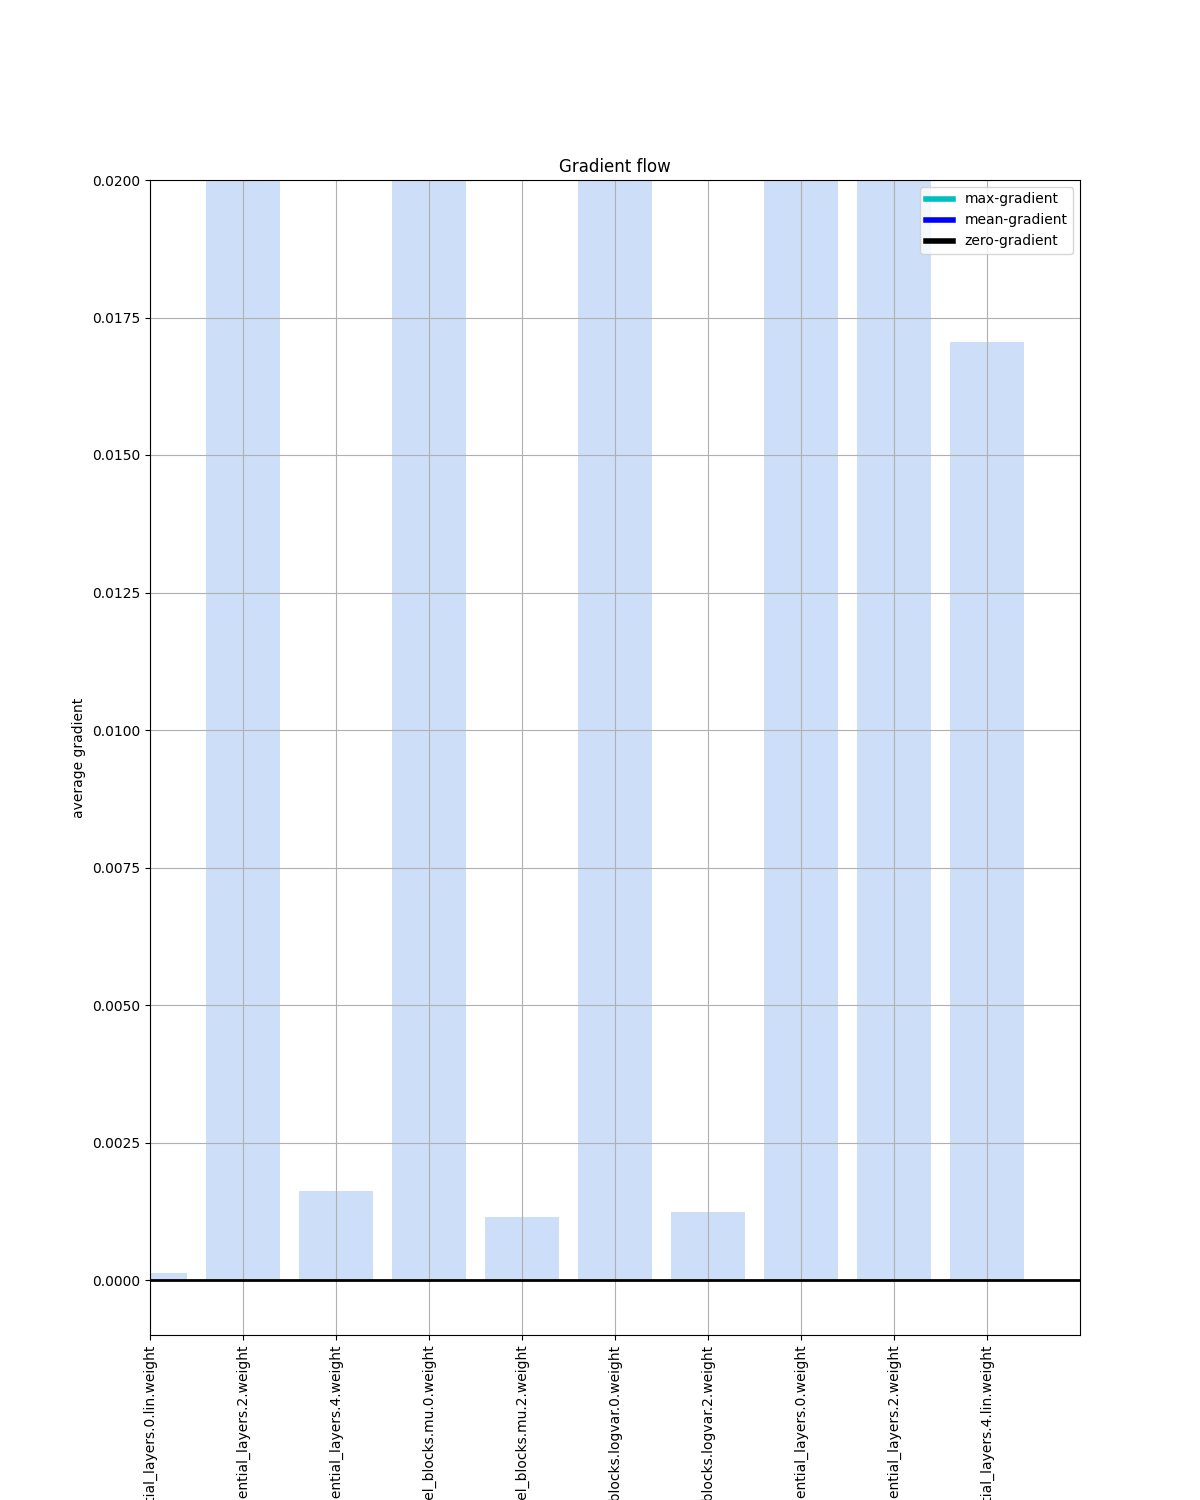 Gradient flow
max-gradient
mean-gradient
zero-gradient
0.0200
0.0175
0.0150
0.0125
0.0100
0.0075
0.0050
0.0025
0.0000
average gradient
tial_layers.0.lin.weight
ential_layers.2.weight
ential_layers.4.weight
el_blocks.mu.0.weight
el_blocks.mu.2.weight
blocks.logvar.0.weight
blocks.logvar.2.weight
ential_layers.0.weight
ential_layers.2.weight
tial_layers.4.lin.weight